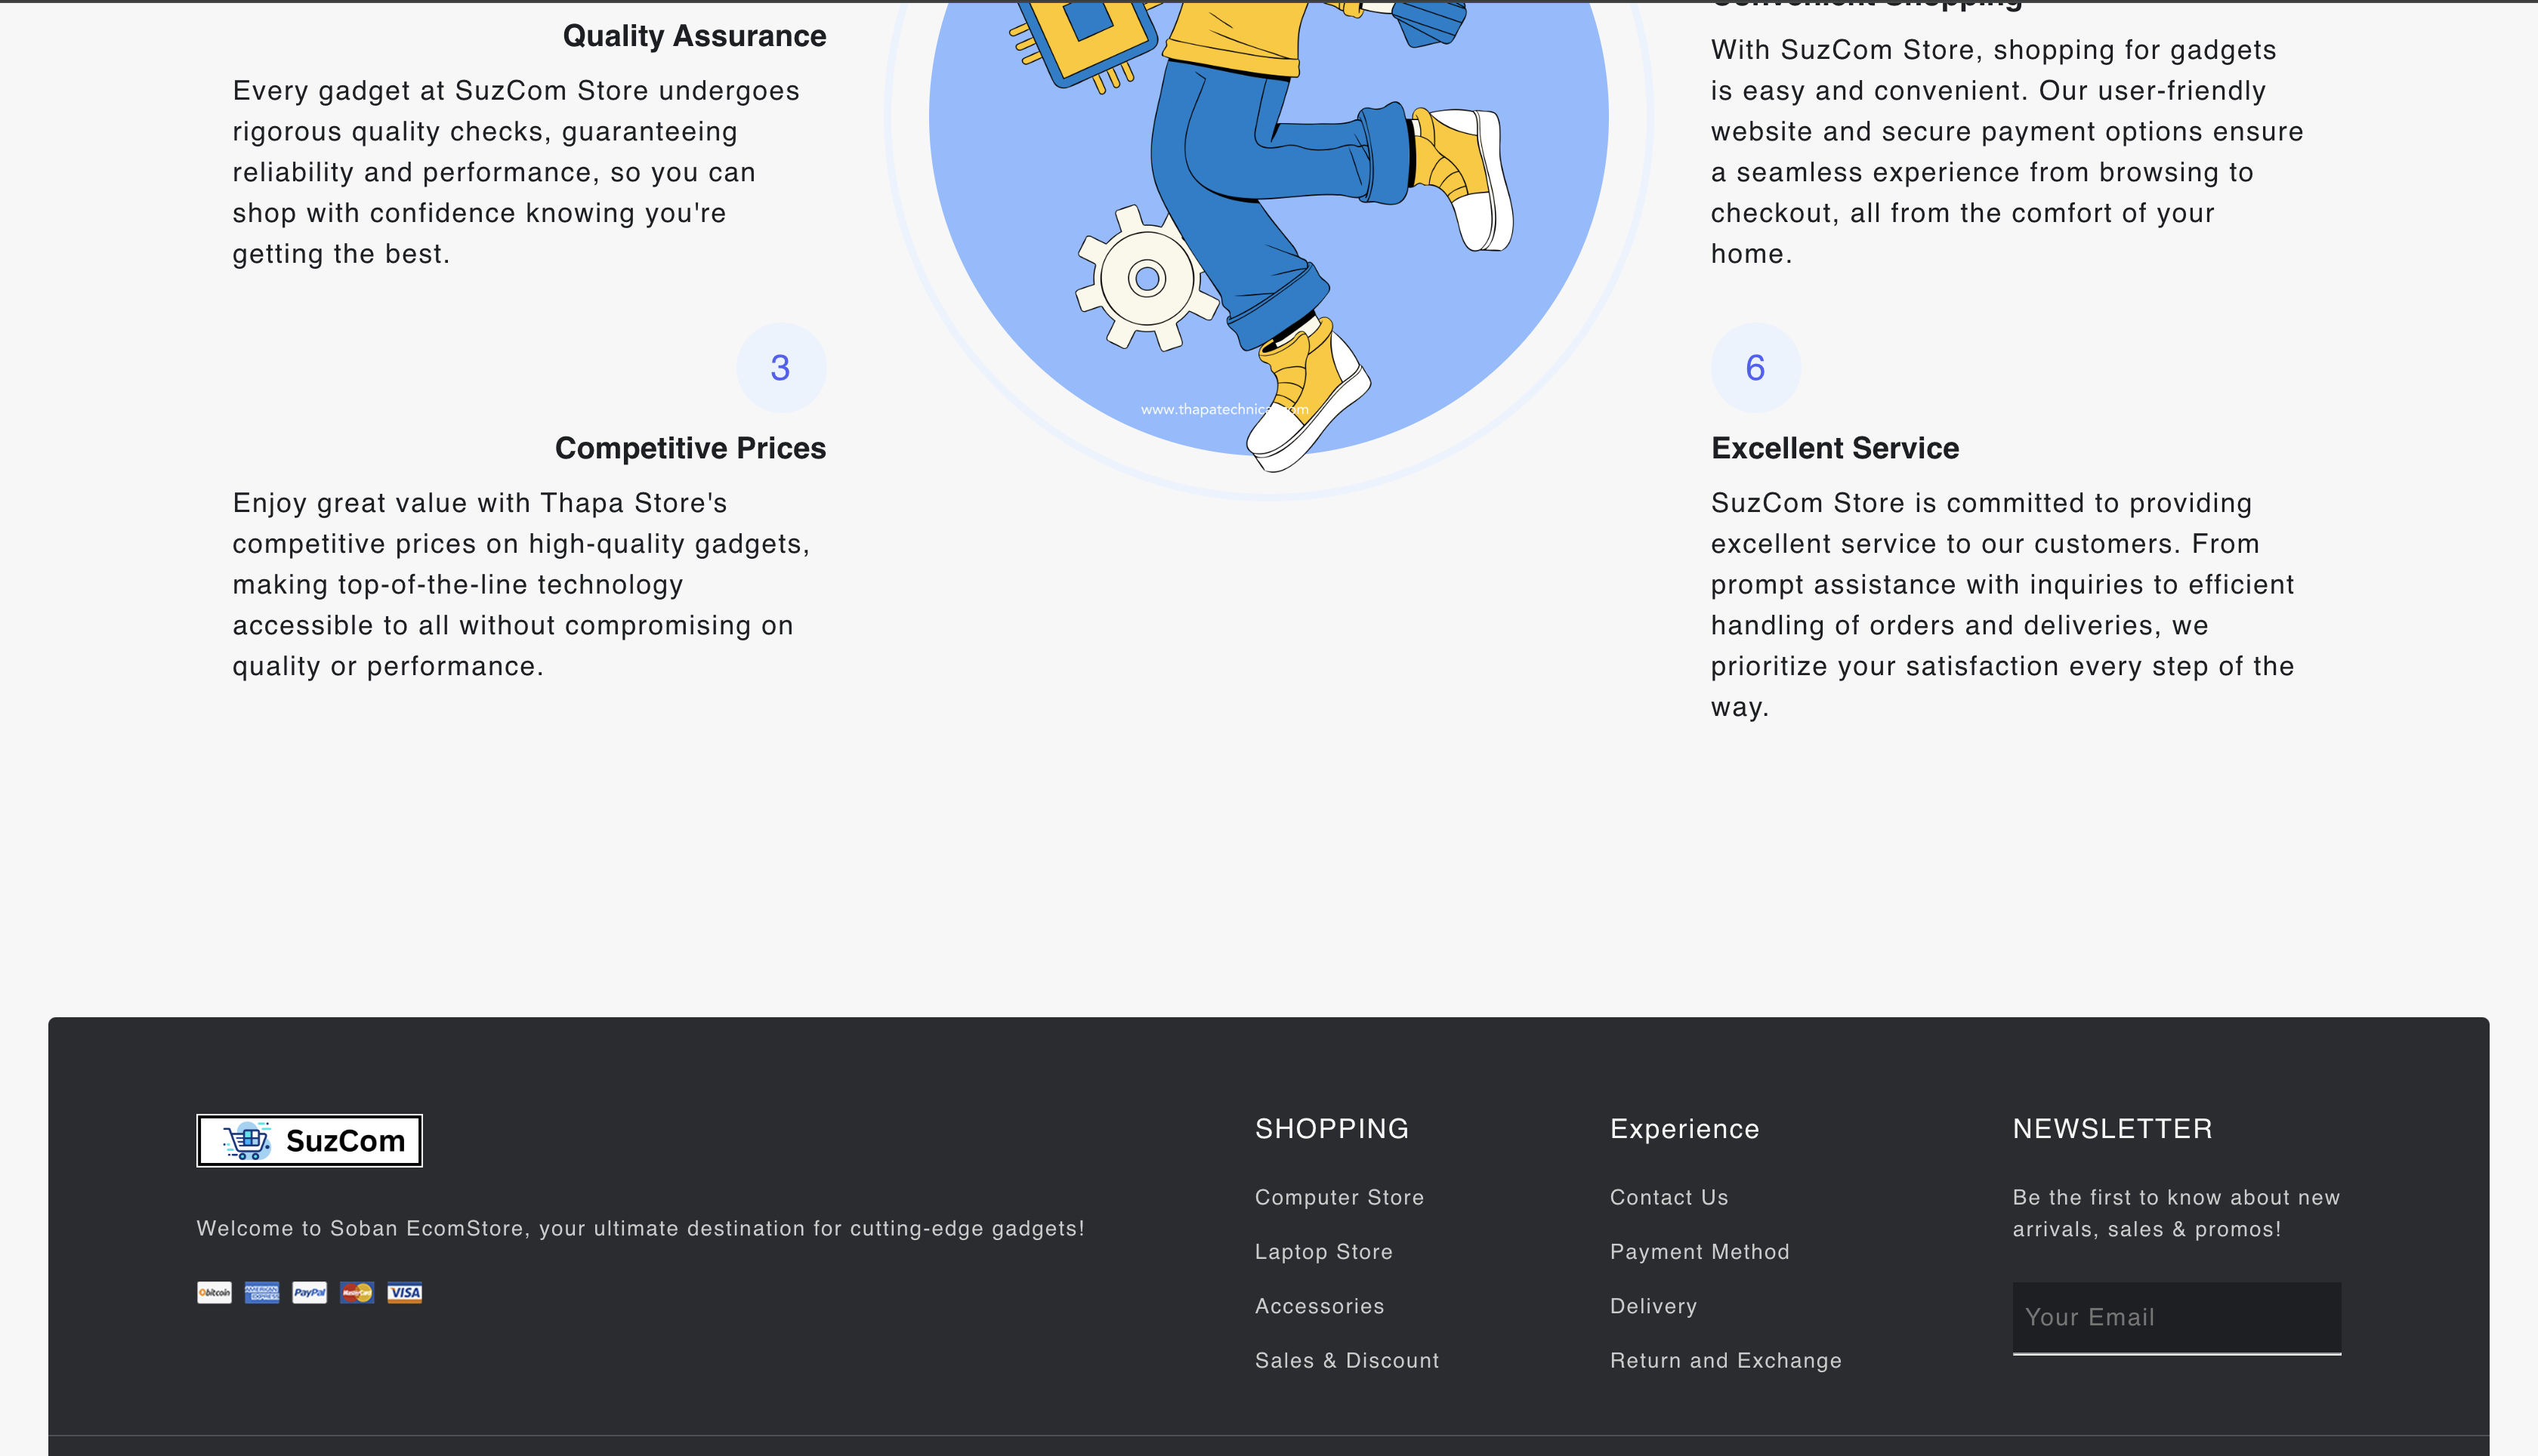 Quality Assurance
Every gadget at SuzCom Store undergoes
rigorous quality checks, guaranteeing
reliability and performance, so you can
shop with confidence knowing you're
getting the best.
3
Competitive Prices
Enjoy great value with Thapa Store's
competitive prices on high-quality gadgets,
making top-of-the-line technology
accessible to all without compromising on
quality or performance.
www.thapatechnical.com
Convenient Shopping
With SuzCom Store, shopping for gadgets
is easy and convenient. Our user-friendly
website and secure payment options ensure
a seamless experience from browsing to
checkout, all from the comfort of your
home.
6
Excellent Service
SuzCom Store is committed to providing
excellent service to our customers. From
prompt assistance with inquiries to efficient
handling of orders and deliveries, we
prioritize your satisfaction every step of the
way.
SuzCom
Welcome to Soban EcomStore, your ultimate destination for cutting-edge gadgets!
bitcoin AMERICAN EXPRESS PayPal MasterCard VISA
SHOPPING
Computer Store
Laptop Store
Accessories
Sales & Discount
Experience
Contact Us
Payment Method
Delivery
Return and Exchange
NEWSLETTER
Be the first to know about new
arrivals, sales & promos!
Your Email